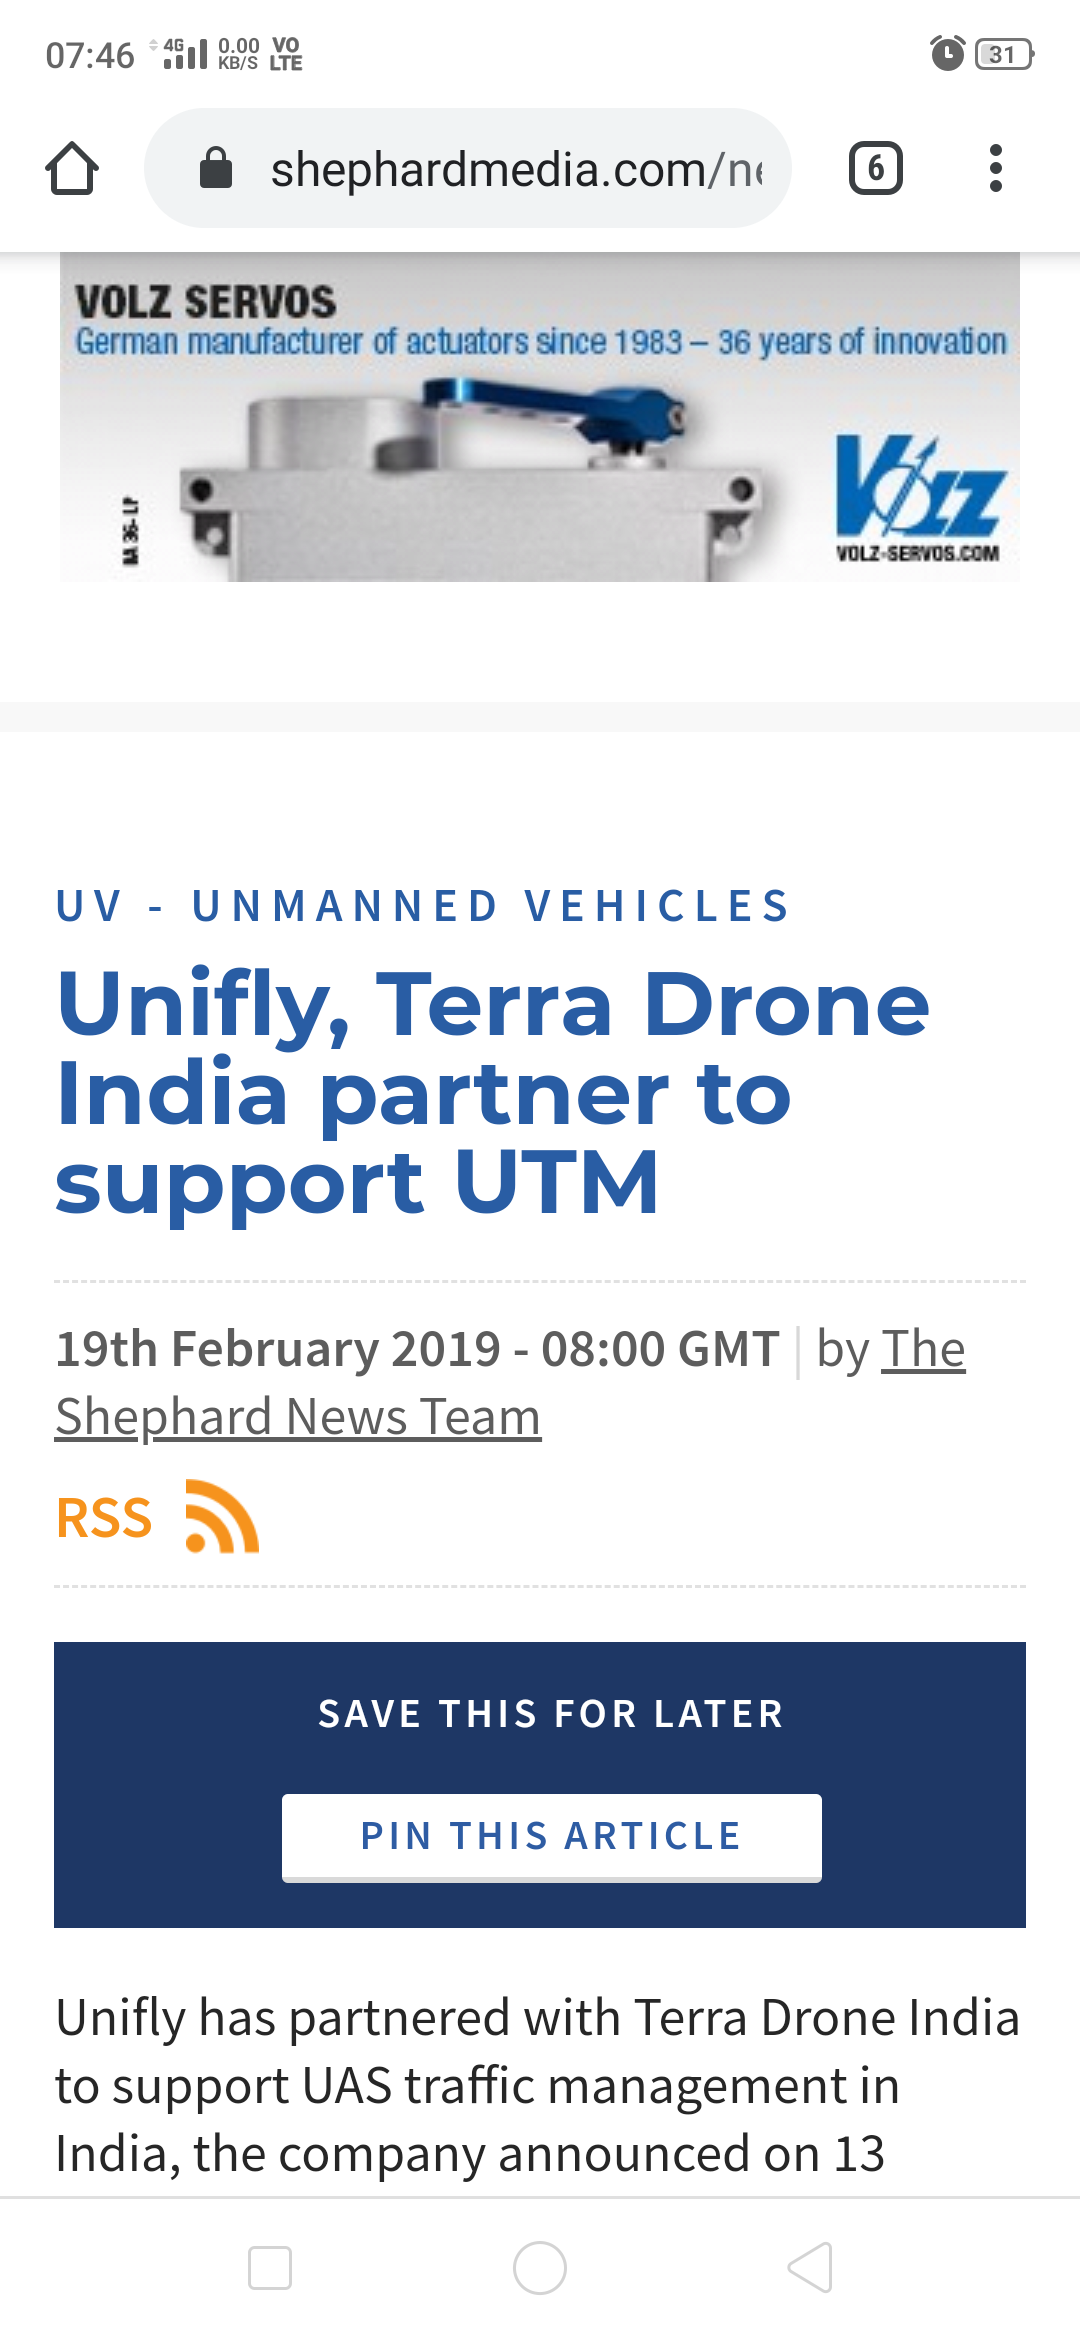 07:46 4G 0.00 KB/S VO LTE 31
shephardmedia.com/ne 6
VOLZ SERVOS
German manufacturer of actuators since 1983 – 36 years of innovation
VOLZ
VOLZ-SERVOS.COM
UV - UNMANNED VEHICLES
Unifly, Terra Drone
India partner to
support UTM
19th February 2019 - 08:00 GMT | by The
Shephard News Team
RSS
SAVE THIS FOR LATER
PIN THIS ARTICLE
Unifly has partnered with Terra Drone India
to support UAS traffic management in
India, the company announced on 13